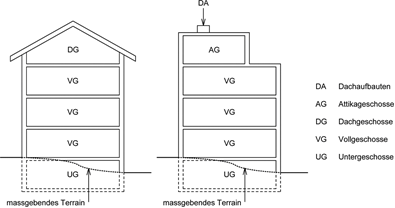 DA
DG
AG
VG
VG
VG
VG
VG
VG
UG
UG
massgebendes Terrain
massgebendes Terrain
DA Dachaufbauten
AG Attikageschosse
DG Dachgeschosse
VG Vollgeschosse
UG Untergeschosse